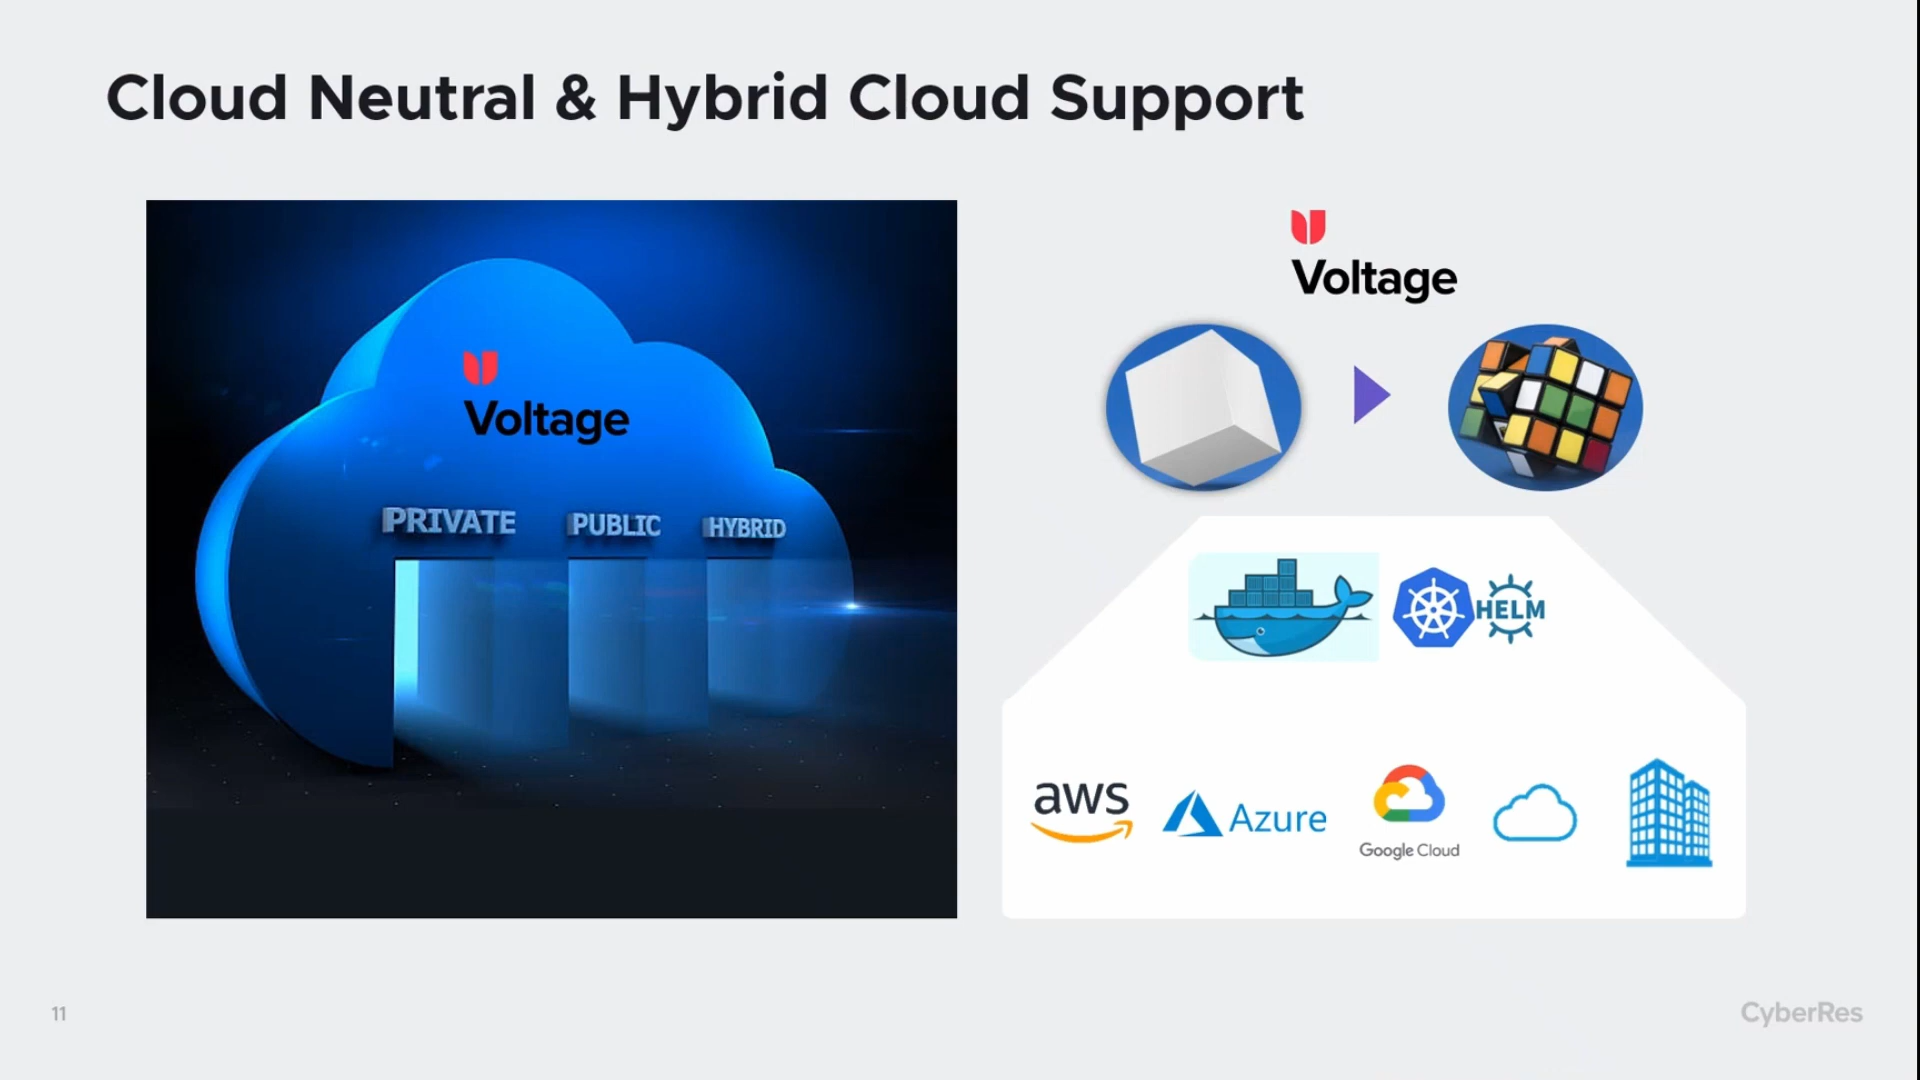 Cloud Neutral & Hybrid Cloud Support
Voltage
PRIVATE PUBLIC HYBRID
Voltage
HELM
aws
Azure
Google Cloud
11
CyberRes